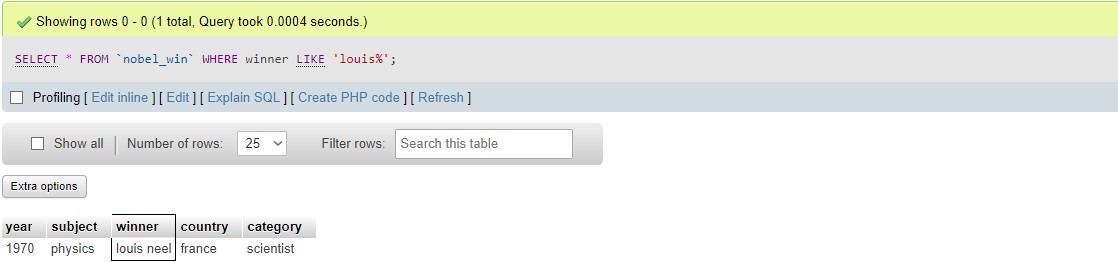 Showing rows 0 - 0 (1 total, Query took 0.0004 seconds.)
SELECT * FROM `nobel_win` WHERE winner LIKE 'louis%';
Profiling [ Edit inline ] [ Edit ] [ Explain SQL ] [ Create PHP code ] [ Refresh ]
Show all Number of rows: 25 Filter rows: Search this table
Extra options
year subject winner country category
1970 physics louis neel france scientist